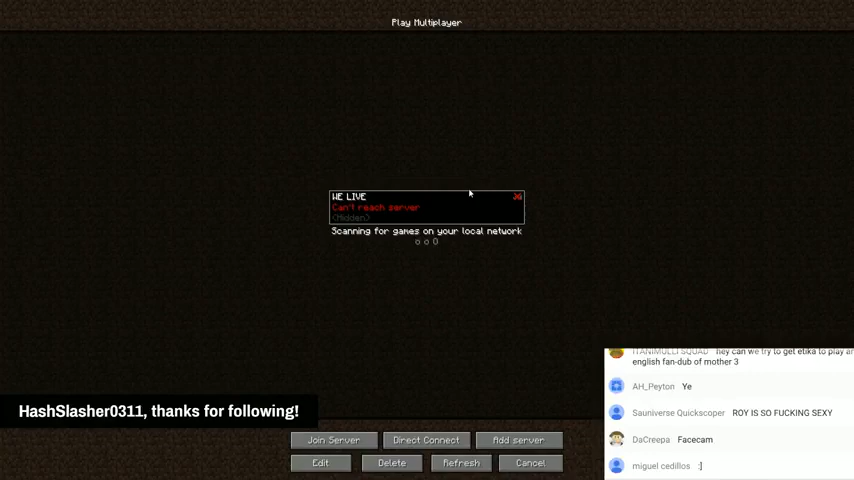 Play Multiplayer
WE LIVE
Can't reach server
(Hidden)
Scanning for games on your local network
o o O
ITANIMULLI SQUAD hey can we try to get etika to play an
english fan-dub of mother 3
AH_Peyton Ye
HashSlasher0311, thanks for following!
Sauniverse Quickscoper ROY IS SO FUCKING SEXY
DaCreepa Facecam
miguel cedillos :]
Join Server Direct Connect Add server
Edit Delete Refresh Cancel